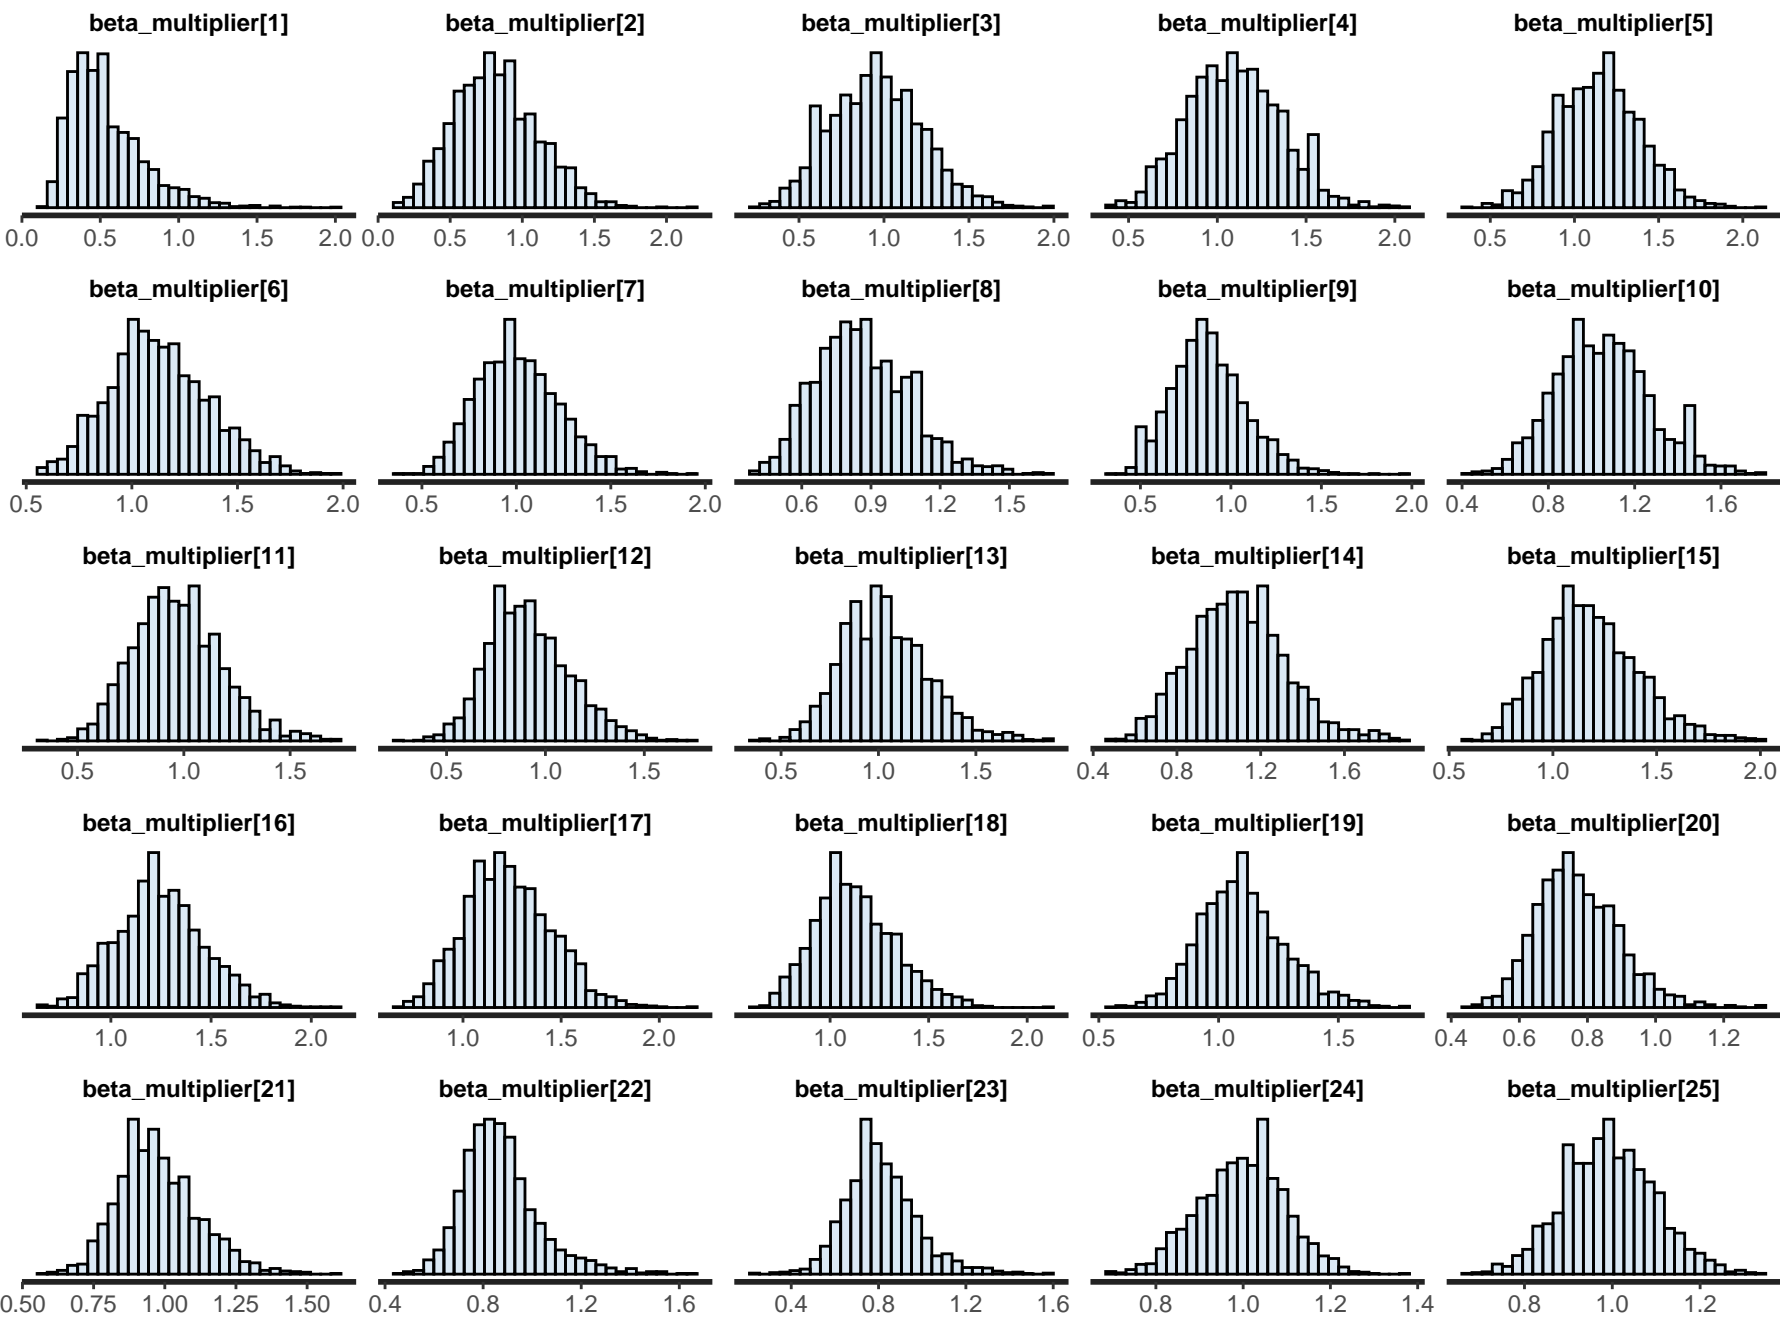 beta_multiplier[1] beta_multiplier[2] beta_multiplier[3] beta_multiplier[4] beta_multiplier[5]
0.0 0.5 1.0 1.5 2.0 0.0 0.5 1.0 1.5 2.0 0.5 1.0 1.5 2.0 0.5 1.0 1.5 2.0 0.5 1.0 1.5 2.0
beta_multiplier[6] beta_multiplier[7] beta_multiplier[8] beta_multiplier[9] beta_multiplier[10]
0.5 1.0 1.5 2.0 0.5 1.0 1.5 2.0 0.6 0.9 1.2 1.5 0.5 1.0 1.5 2.0 0.4 0.8 1.2 1.6
beta_multiplier[11] beta_multiplier[12] beta_multiplier[13] beta_multiplier[14] beta_multiplier[15]
0.5 1.0 1.5 0.5 1.0 1.5 0.5 1.0 1.5 0.4 0.8 1.2 1.6 0.5 1.0 1.5 2.0
beta_multiplier[16] beta_multiplier[17] beta_multiplier[18] beta_multiplier[19] beta_multiplier[20]
1.0 1.5 2.0 1.0 1.5 2.0 1.0 1.5 2.0 0.5 1.0 1.5 0.4 0.6 0.8 1.0 1.2
beta_multiplier[21] beta_multiplier[22] beta_multiplier[23] beta_multiplier[24] beta_multiplier[25]
0.50 0.75 1.00 1.25 1.50 0.4 0.8 1.2 1.6 0.4 0.8 1.2 1.6 0.8 1.0 1.2 1.4 0.8 1.0 1.2